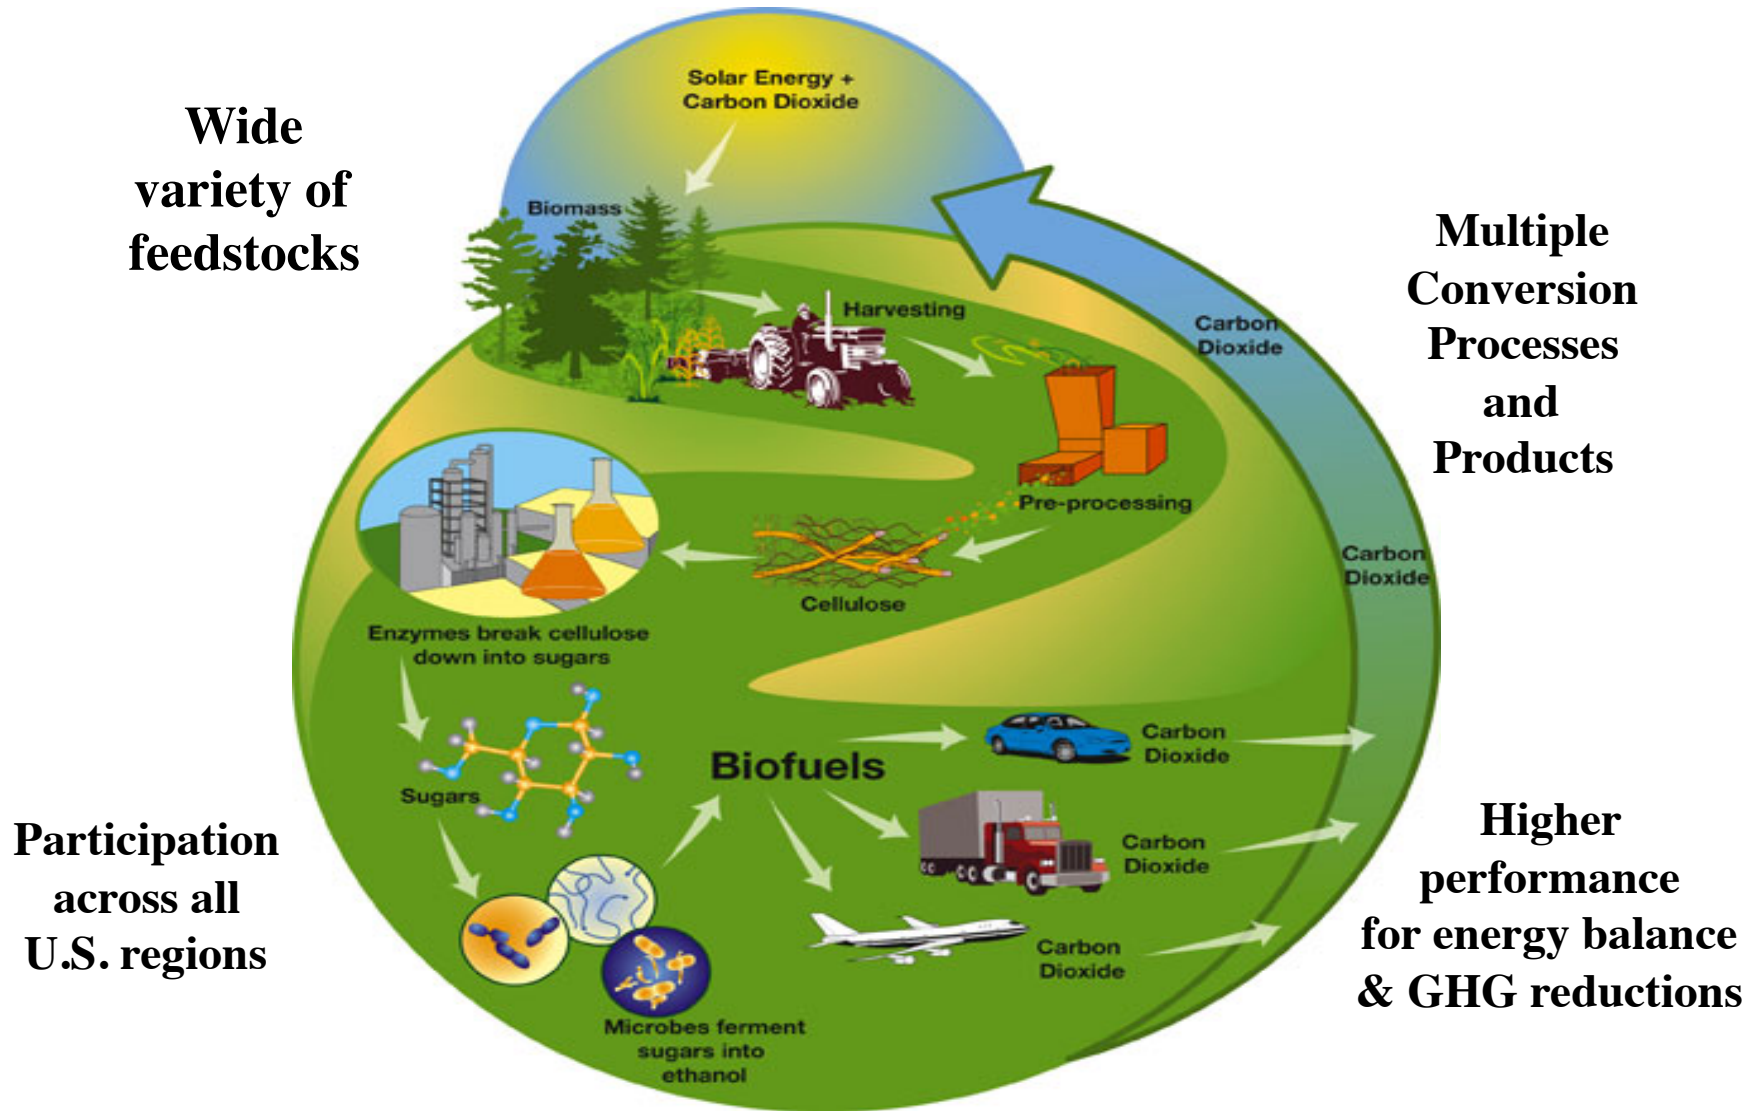 Solar Energy +
Carbon Dioxide
Wide
variety of
feedstocks
Biomass
Multiple
Conversion
Processes
and
Products
Harvesting
Carbon
Dioxide
Pre-processing
Carbon
Dioxide
Cellulose
Enzymes break cellulose
down into sugars
Sugars
Biofuels
Carbon
Dioxide
Carbon
Dioxide
Carbon
Dioxide
Participation
across all
U.S. regions
Higher
performance
for energy balance
& GHG reductions
Microbes ferment
sugars into
ethanol